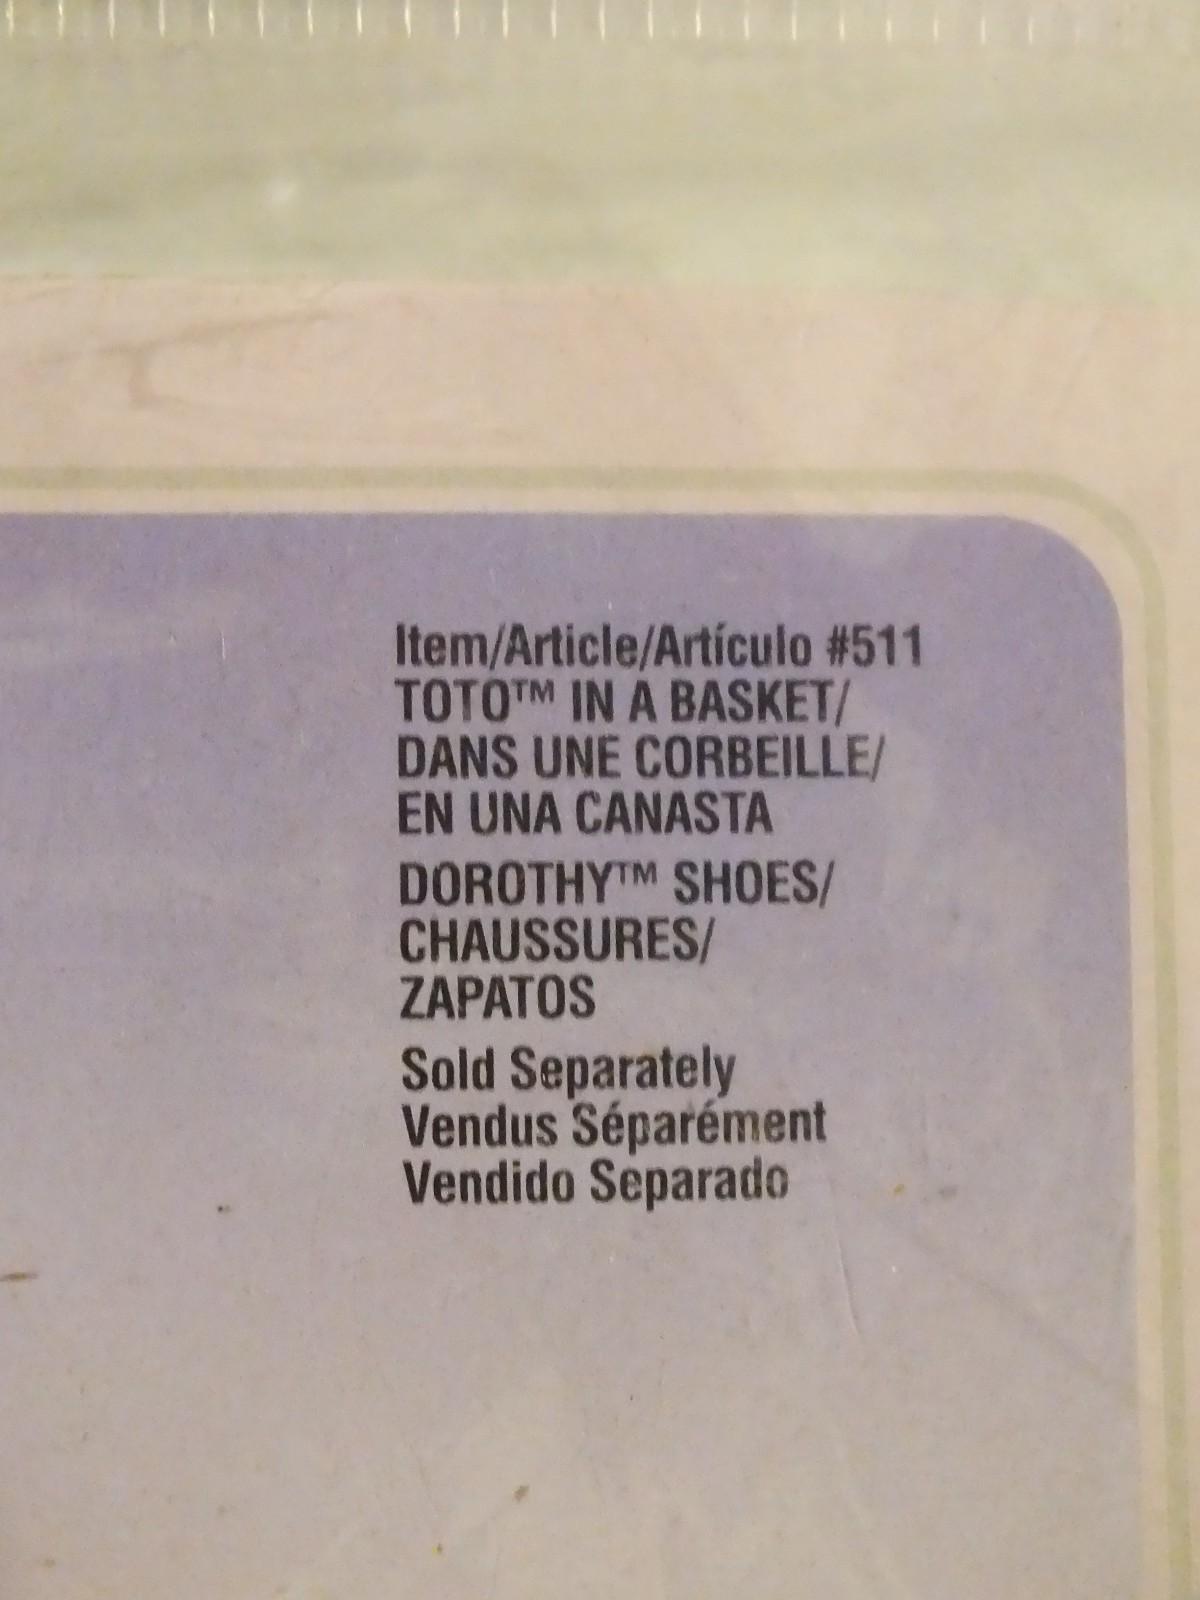 Item/Article/Artículo #511
TOTO™ IN A BASKET/
DANS UNE CORBEILLE/
EN UNA CANASTA
DOROTHY™ SHOES/
CHAUSSURES/
ZAPATOS
Sold Separately
Vendus Séparément
Vendido Separado